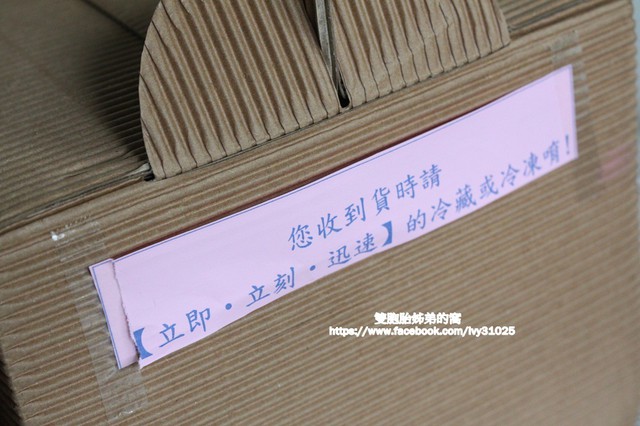 您收到貨時請
【立即・立刻・迅速】的冷藏或冷凍唷!
雙胞胎姊弟的窩
https://www.facebook.com/lvy31025